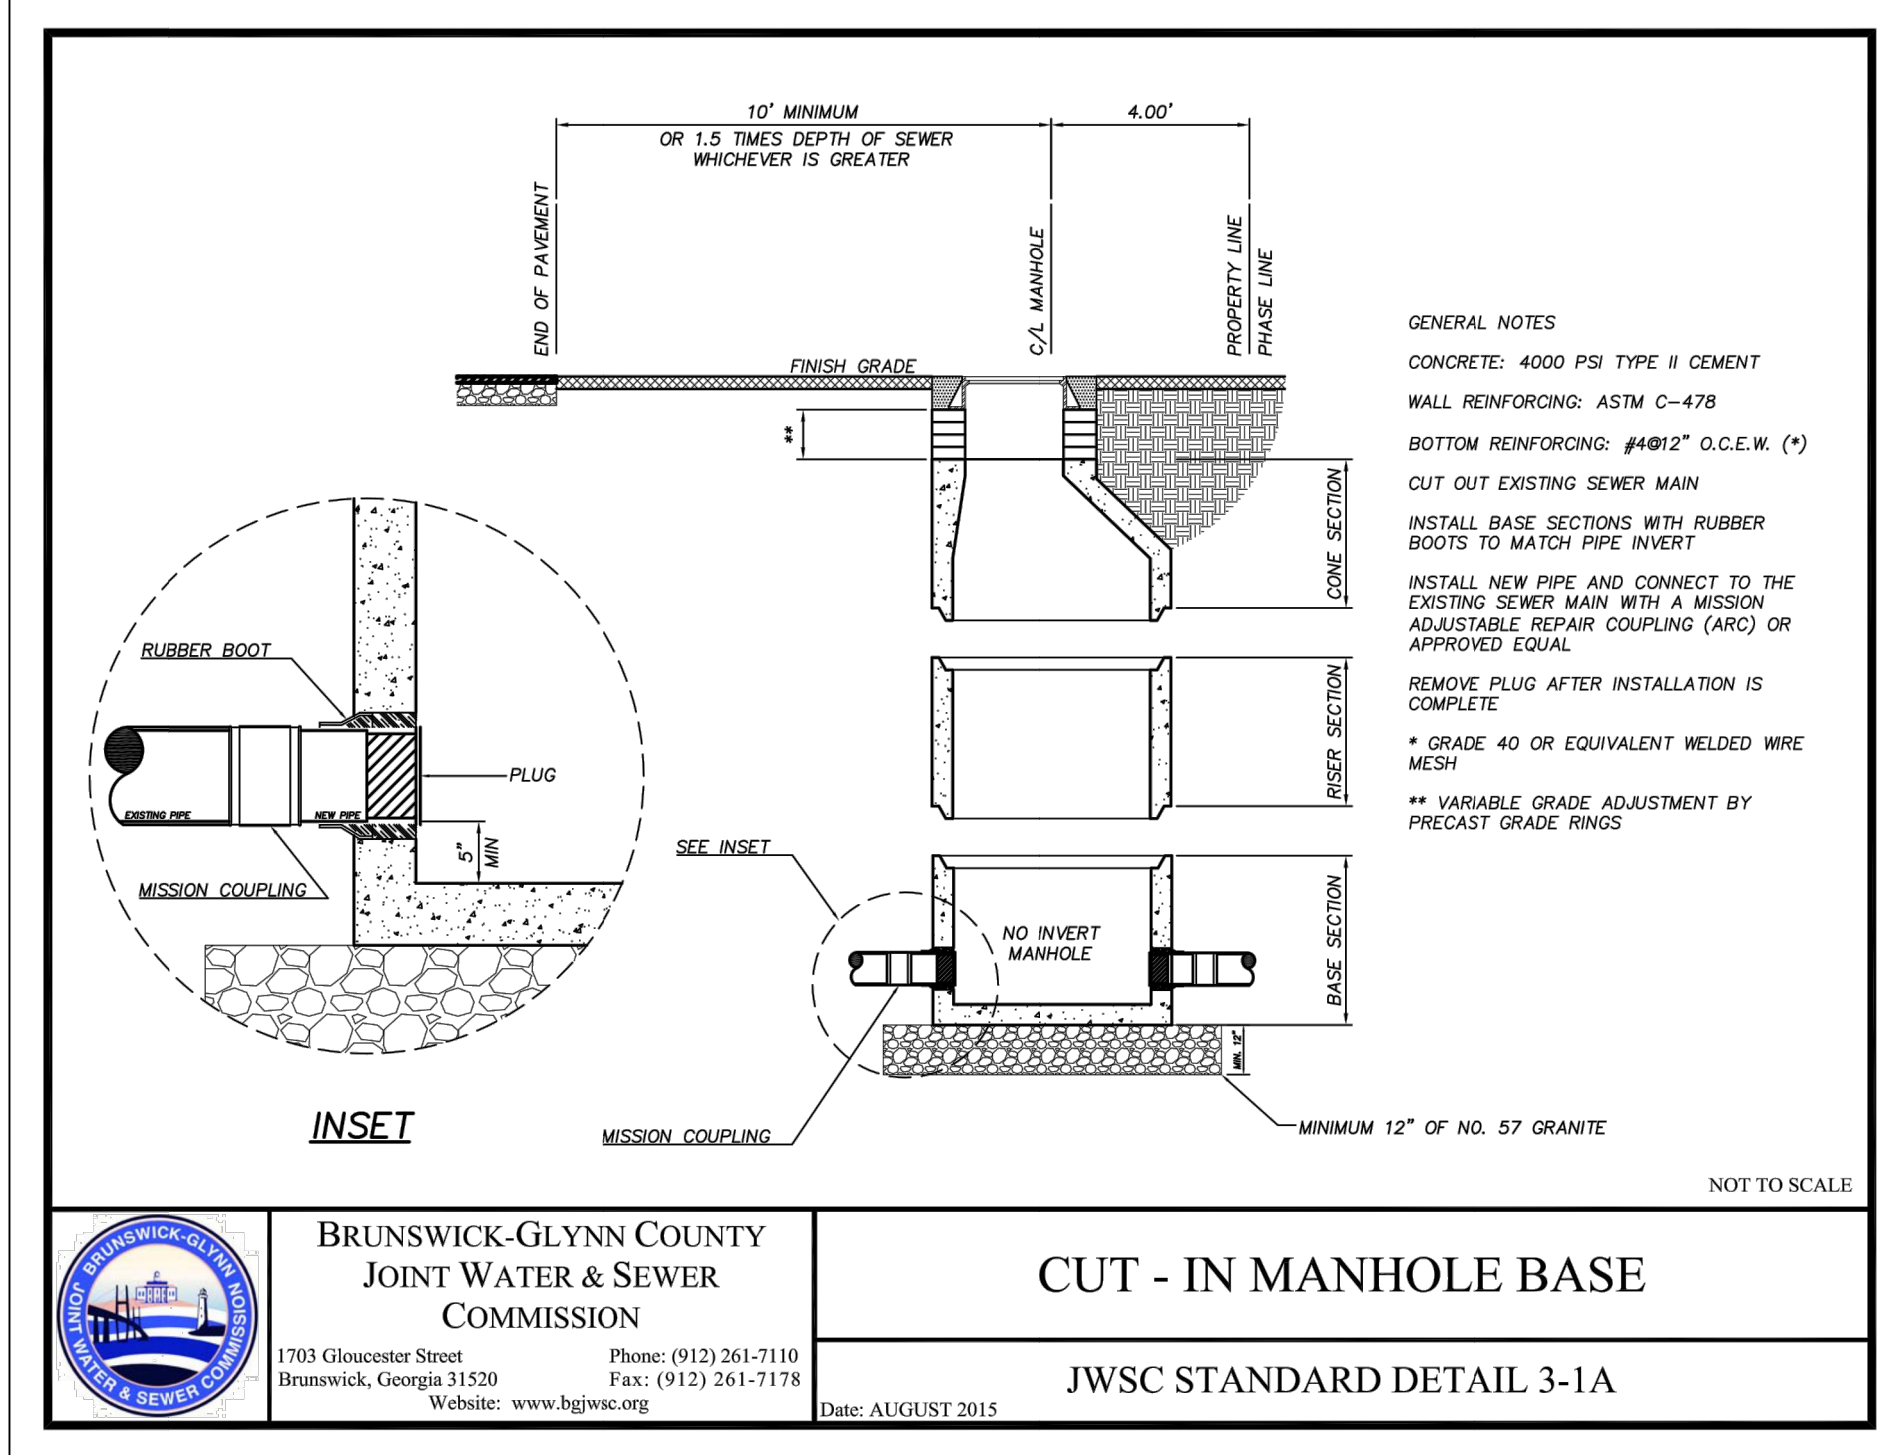 10' MINIMUM
OR 1.5 TIMES DEPTH OF SEWER
WHICHEVER IS GREATER
4.00'
END OF PAVEMENT
C/L MANHOLE
PROPERTY LINE
PHASE LINE
FINISH GRADE
**
CONE SECTION
RISER SECTION
BASE SECTION
GENERAL NOTES
CONCRETE: 4000 PSI TYPE II CEMENT
WALL REINFORCING: ASTM C-478
BOTTOM REINFORCING: #4@12" O.C.E.W. (*)
CUT OUT EXISTING SEWER MAIN
INSTALL BASE SECTIONS WITH RUBBER
BOOTS TO MATCH PIPE INVERT
INSTALL NEW PIPE AND CONNECT TO THE
EXISTING SEWER MAIN WITH A MISSION
ADJUSTABLE REPAIR COUPLING (ARC) OR
APPROVED EQUAL
REMOVE PLUG AFTER INSTALLATION IS
COMPLETE
* GRADE 40 OR EQUIVALENT WELDED WIRE
MESH
** VARIABLE GRADE ADJUSTMENT BY
PRECAST GRADE RINGS
RUBBER BOOT
PLUG
EXISTING PIPE
NEW PIPE
5"
MIN
MISSION COUPLING
INSET
SEE INSET
NO INVERT
MANHOLE
MIN. 12"
MISSION COUPLING
MINIMUM 12" OF NO. 57 GRANITE
NOT TO SCALE
BRUNSWICK-GLYNN
JOINT WATER & SEWER COMMISSION
BRUNSWICK-GLYNN COUNTY
JOINT WATER & SEWER
COMMISSION
1703 Gloucester Street
Brunswick, Georgia 31520
Phone: (912) 261-7110
Fax: (912) 261-7178
Website: www.bgjwsc.org
CUT - IN MANHOLE BASE
JWSC STANDARD DETAIL 3-1A
Date: AUGUST 2015